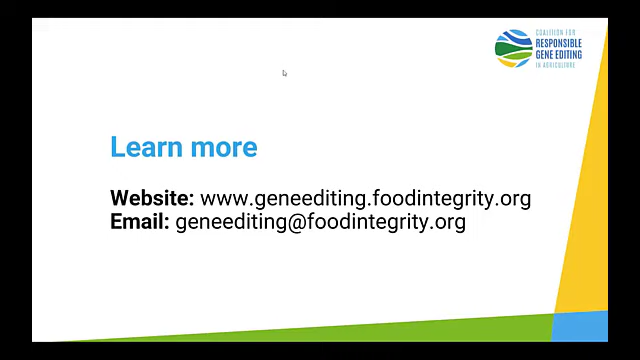 COALITION FOR
RESPONSIBLE
GENE EDITING
IN AGRICULTURE
Learn more
Website: www.geneediting.foodintegrity.org
Email: geneediting@foodintegrity.org